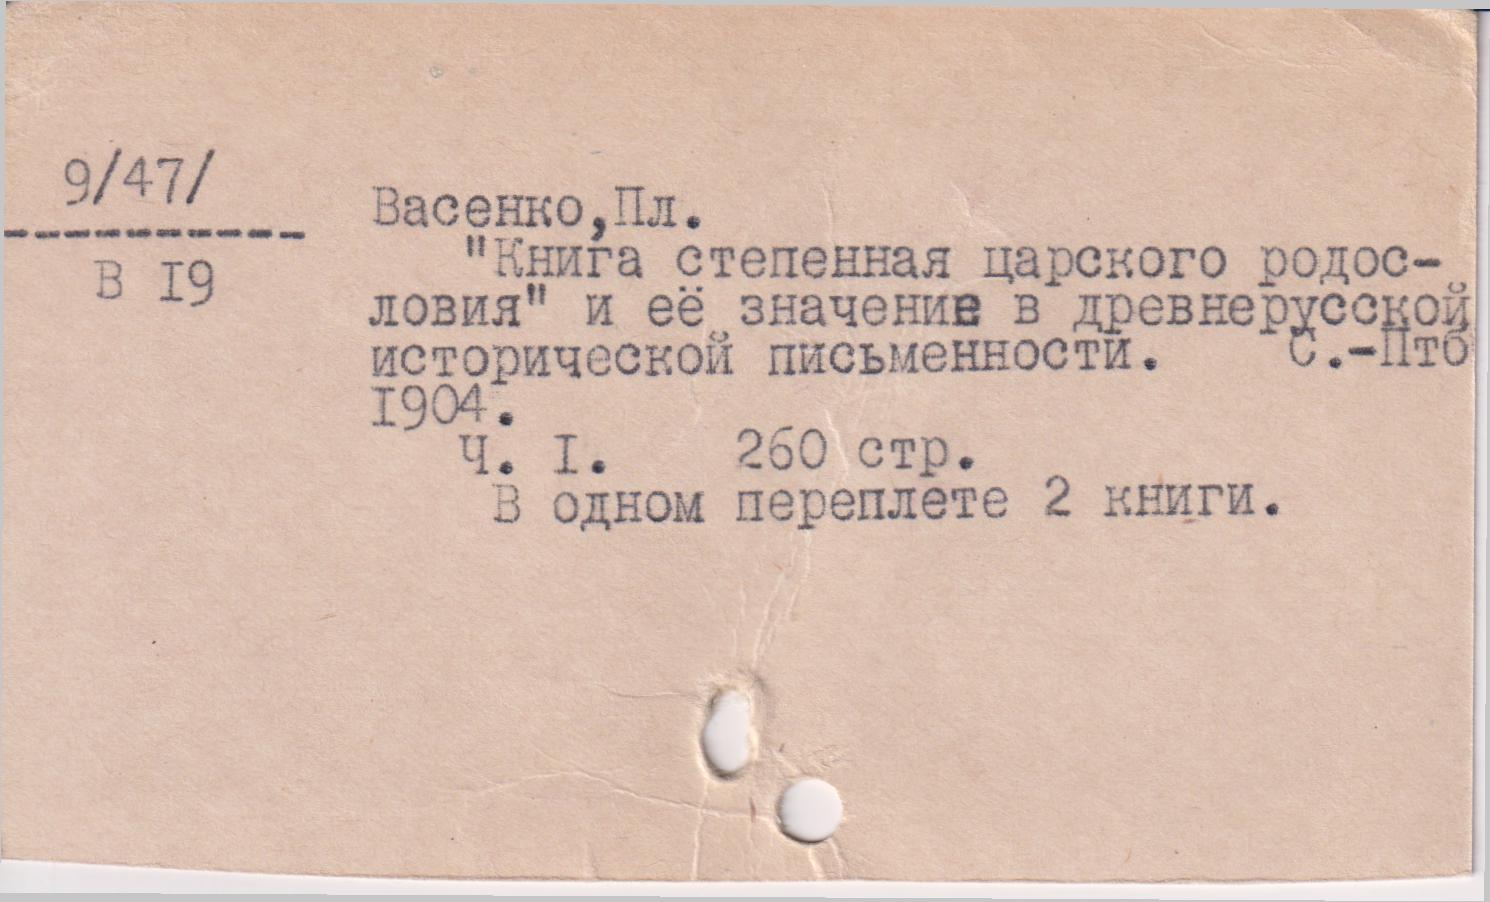 9/47/
В I9
Васенко,Пл.
"Книга степенная царского родос-
ловия" и её значение в древнерусской
исторической письменности. С.-Птб
I904.
Ч. I. 260 стр.
В одном переплете 2 книги.